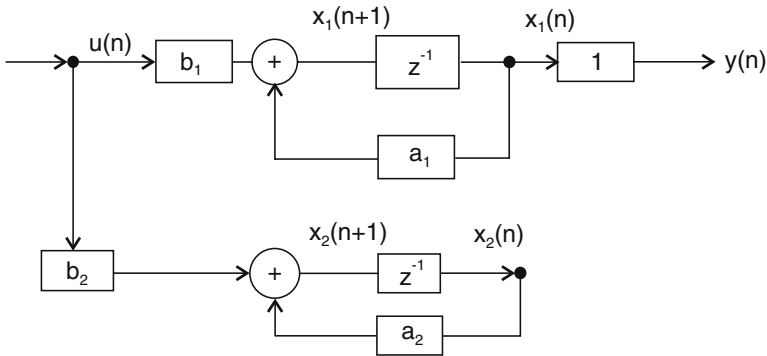 x₁(n+1) x₁(n)
u(n) b₁ + z⁻¹ 1 y(n)
a₁
x₂(n+1) x₂(n)
b₂ + z⁻¹
a₂